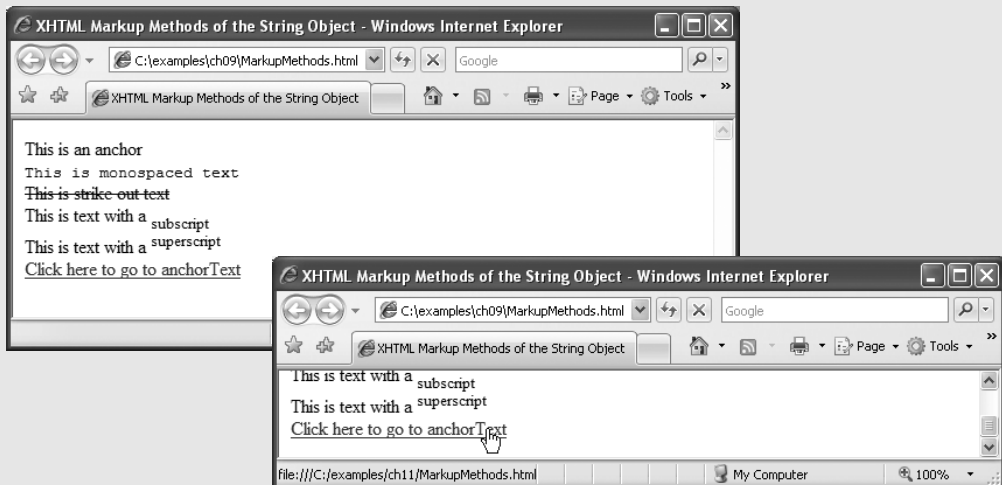 XHTML Markup Methods of the String Object - Windows Internet Explorer
C:\examples\ch09\MarkupMethods.html
Google
XHTML Markup Methods of the String Object
Page
Tools
»
This is an anchor
This is monospaced text
This is strike out text
This is text with a subscript
This is text with a superscript
Click here to go to anchorText
XHTML Markup Methods of the String Object - Windows Internet Explorer
C:\examples\ch09\MarkupMethods.html
Google
XHTML Markup Methods of the String Object
Page
Tools
»
This is text with a subscript
This is text with a superscript
Click here to go to anchorText
file:///C:/examples/ch11/MarkupMethods.html
My Computer
100%